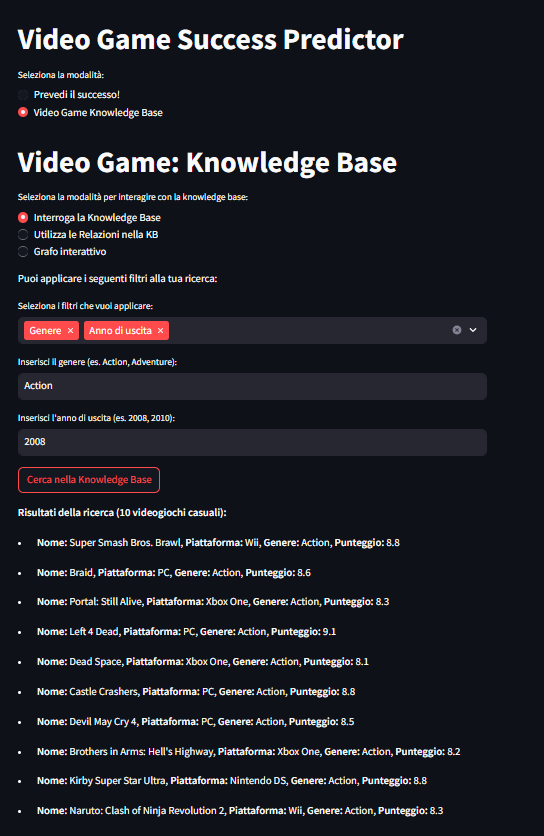 Video Game Success Predictor
Seleziona la modalità:
Prevedi il successo!
Video Game Knowledge Base
Video Game: Knowledge Base
Seleziona la modalità per interagire con la knowledge base:
Interroga la Knowledge Base
Utilizza le Relazioni nella KB
Grafo interattivo
Puoi applicare i seguenti filtri alla tua ricerca:
Seleziona i filtri che vuoi applicare:
Genere × Anno di uscita ×
Inserisci il genere (es. Action, Adventure):
Action
Inserisci l'anno di uscita (es. 2008, 2010):
2008
Cerca nella Knowledge Base
Risultati della ricerca (10 videogiochi casuali):
• Nome: Super Smash Bros. Brawl, Piattaforma: Wii, Genere: Action, Punteggio: 8.8
• Nome: Braid, Piattaforma: PC, Genere: Action, Punteggio: 8.6
• Nome: Portal: Still Alive, Piattaforma: Xbox One, Genere: Action, Punteggio: 8.3
• Nome: Left 4 Dead, Piattaforma: PC, Genere: Action, Punteggio: 9.1
• Nome: Dead Space, Piattaforma: Xbox One, Genere: Action, Punteggio: 8.1
• Nome: Castle Crashers, Piattaforma: PC, Genere: Action, Punteggio: 8.8
• Nome: Devil May Cry 4, Piattaforma: PC, Genere: Action, Punteggio: 8.5
• Nome: Brothers in Arms: Hell's Highway, Piattaforma: Xbox One, Genere: Action, Punteggio: 8.2
• Nome: Kirby Super Star Ultra, Piattaforma: Nintendo DS, Genere: Action, Punteggio: 8.8
• Nome: Naruto: Clash of Ninja Revolution 2, Piattaforma: Wii, Genere: Action, Punteggio: 8.3